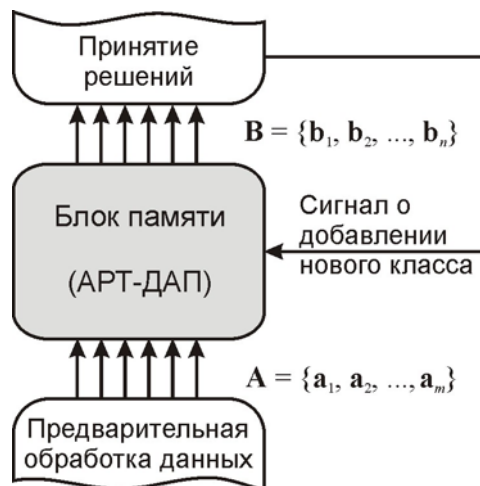 Принятие
решений
B = {b₁, b₂, ..., bₙ}
Блок памяти
(АРТ-ДАП)
Сигнал о
добавлении
нового класса
A = {a₁, a₂, ..., aₘ}
Предварительная
обработка данных